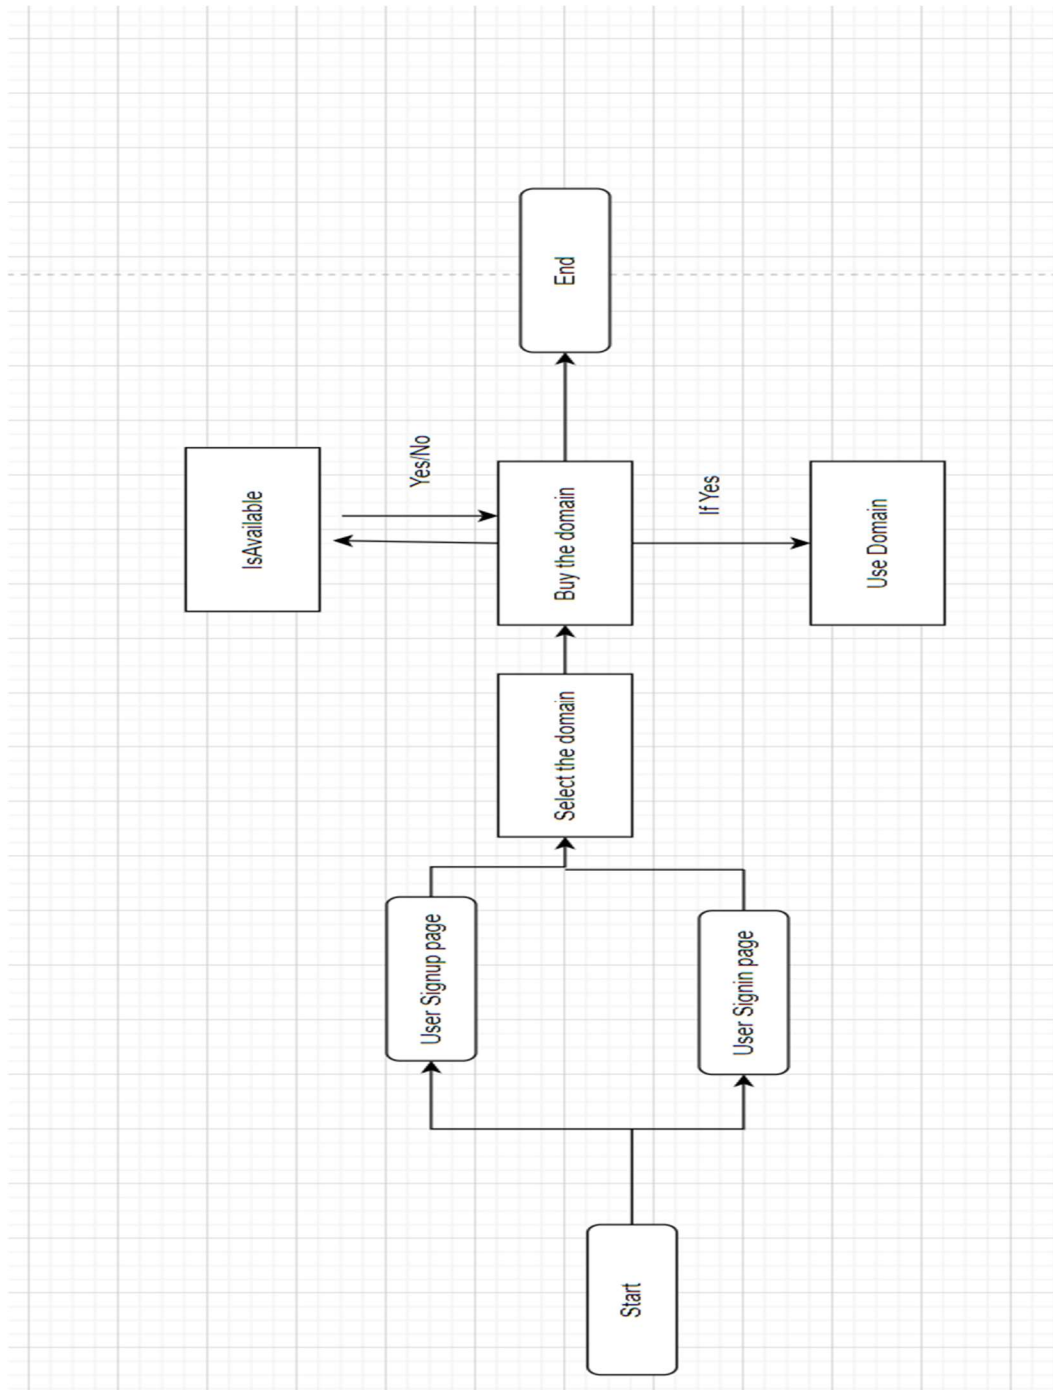 Start
User Signup page
User Signin page
Select the domain
IsAvailable
Yes/No
Buy the domain
If Yes
Use Domain
End